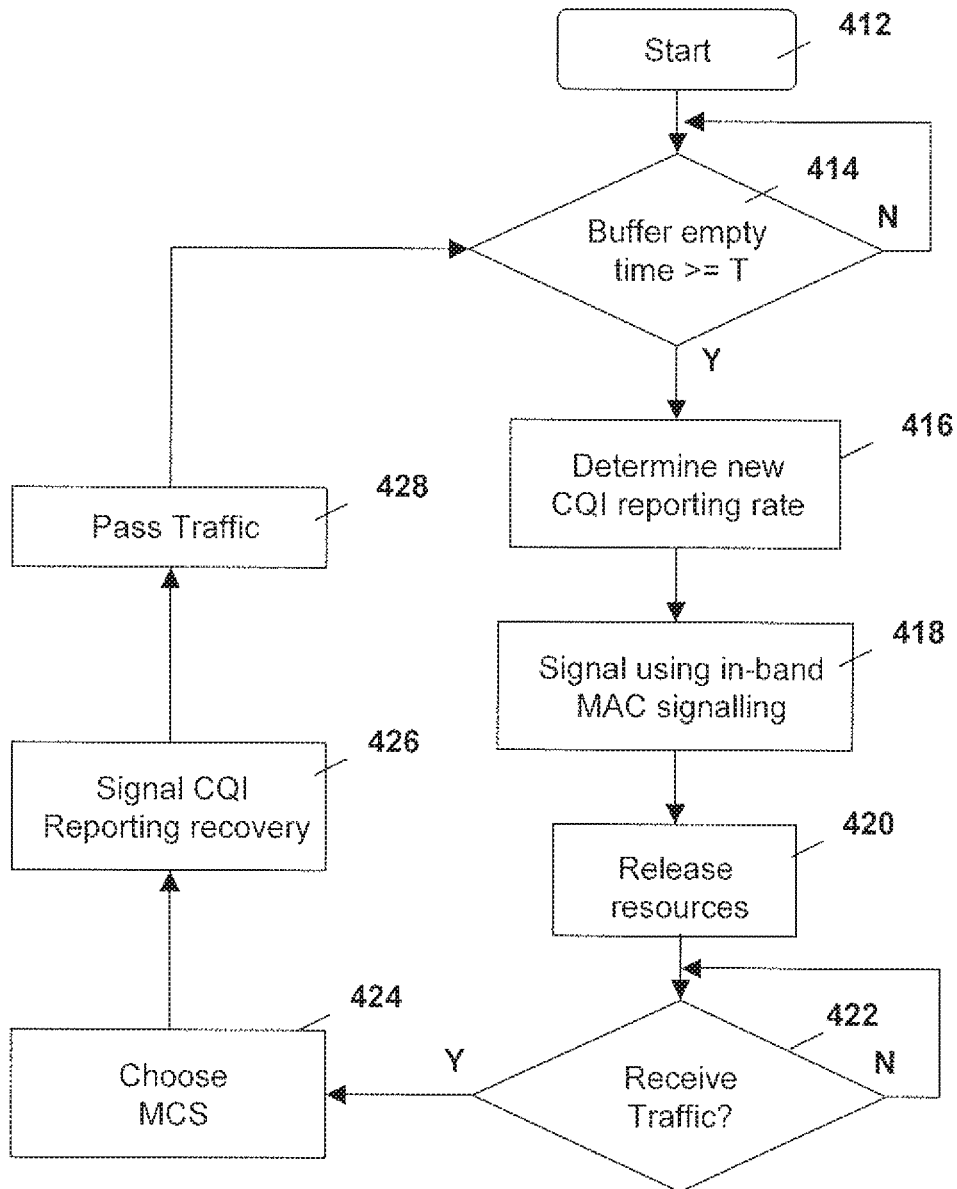 412
Start
414
N
Buffer empty
time >= T
Y
416
Determine new
CQI reporting rate
428
Pass Traffic
418
Signal using in-band
MAC signalling
426
Signal CQI
Reporting recovery
420
Release
resources
424
422
Y
N
Choose
MCS
Receive
Traffic?